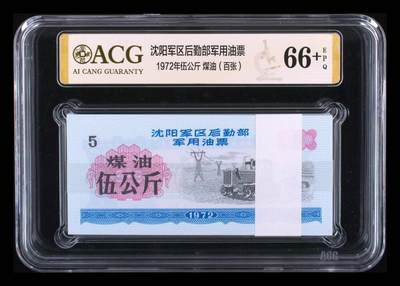 ACG
AI CANG GUARANTY
沈阳军区后勤部军用油票
1972年伍公斤 煤油（百张）
66+
EPQ
5
沈阳军区后勤部
军用油票
煤油
伍公斤
1972
ACG